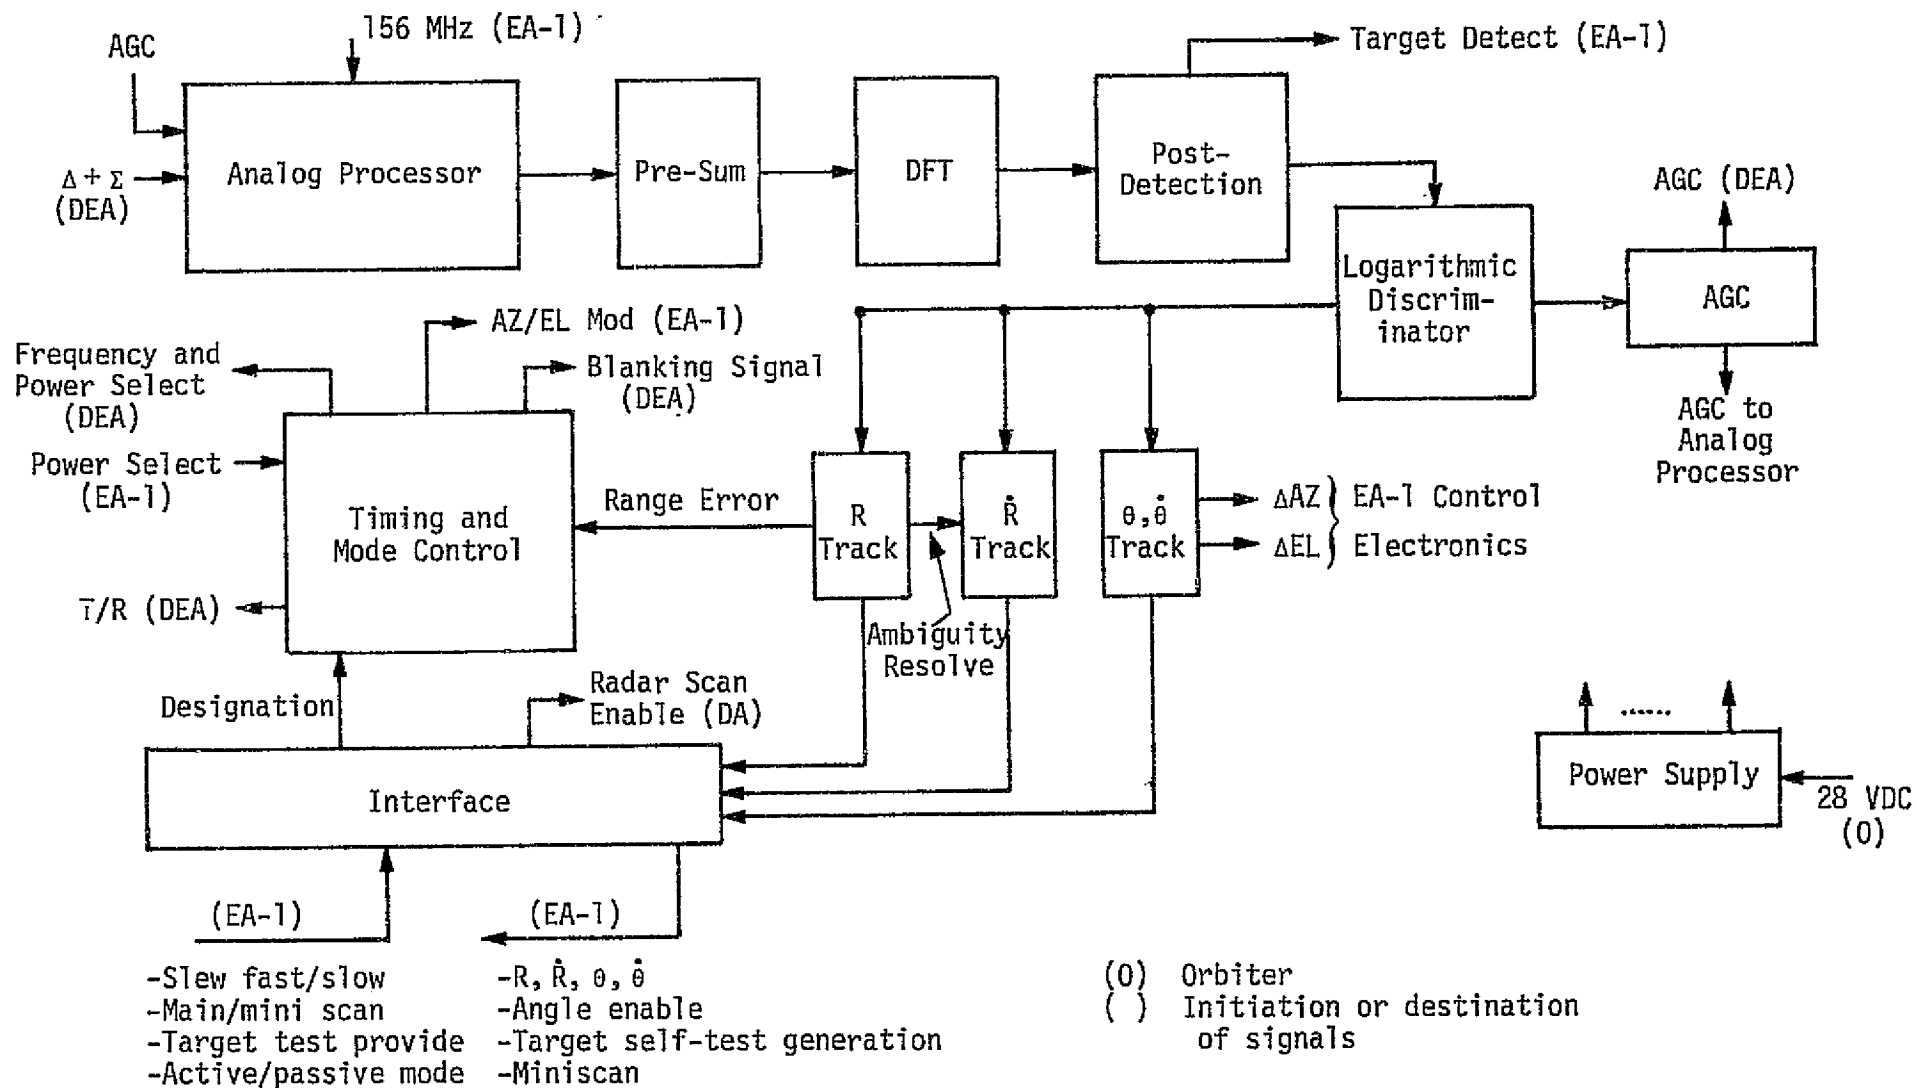 156 MHz (EA-1)
AGC
Target Detect (EA-1)
Analog Processor
Pre-Sum
DFT
Post-
Detection
Δ + Σ
(DEA)
AGC (DEA)
Logarithmic
Discrim-
inator
AGC
AGC to
Analog
Processor
AZ/EL Mod (EA-1)
Frequency and
Power Select
(DEA)
Blanking Signal
(DEA)
Power Select
(EA-1)
Timing and
Mode Control
Range Error
R
Track
Ṙ
Track
θ,θ̇
Track
ΔAZ } EA-1 Control
ΔEL } Electronics
T̅/R (DEA)
Ambiguity
Resolve
Designation
Radar Scan
Enable (DA)
Interface
Power Supply
28 VDC
(O)
(EA-1)
(EA-1)
-Slew fast/slow
-Main/mini scan
-Target test provide
-Active/passive mode
-R, Ṙ, θ, θ̇
-Angle enable
-Target self-test generation
-Miniscan
(O) Orbiter
( ) Initiation or destination
of signals